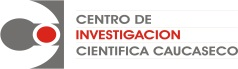 CENTRO DE
INVESTIGACION
CIENTIFICA CAUCASECO